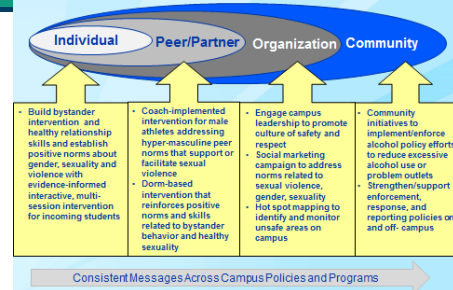 Individual
Peer/Partner
Organization
Community
• Build bystander
intervention and
healthy relationship
skills and establish
positive norms about
gender, sexuality and
violence with
evidence-informed
interactive, multi-
session intervention
for incoming students
• Coach-implemented
intervention for male
athletes addressing
hyper-masculine peer
norms that support or
facilitate sexual
violence
• Dorm-based
intervention that
reinforces positive
norms and skills
related to bystander
behavior and healthy
sexuality
• Engage campus
leadership to promote
culture of safety and
respect
• Social marketing
campaign to address
norms related to
sexual violence,
gender, sexuality
• Hot spot mapping to
identify and monitor
unsafe areas on
campus
• Community
initiatives to
implement/enforce
alcohol policy efforts
to reduce excessive
alcohol use or
problem outlets
• Strengthen/support
enforcement,
response, and
reporting policies on
and off- campus
Consistent Messages Across Campus Policies and Programs